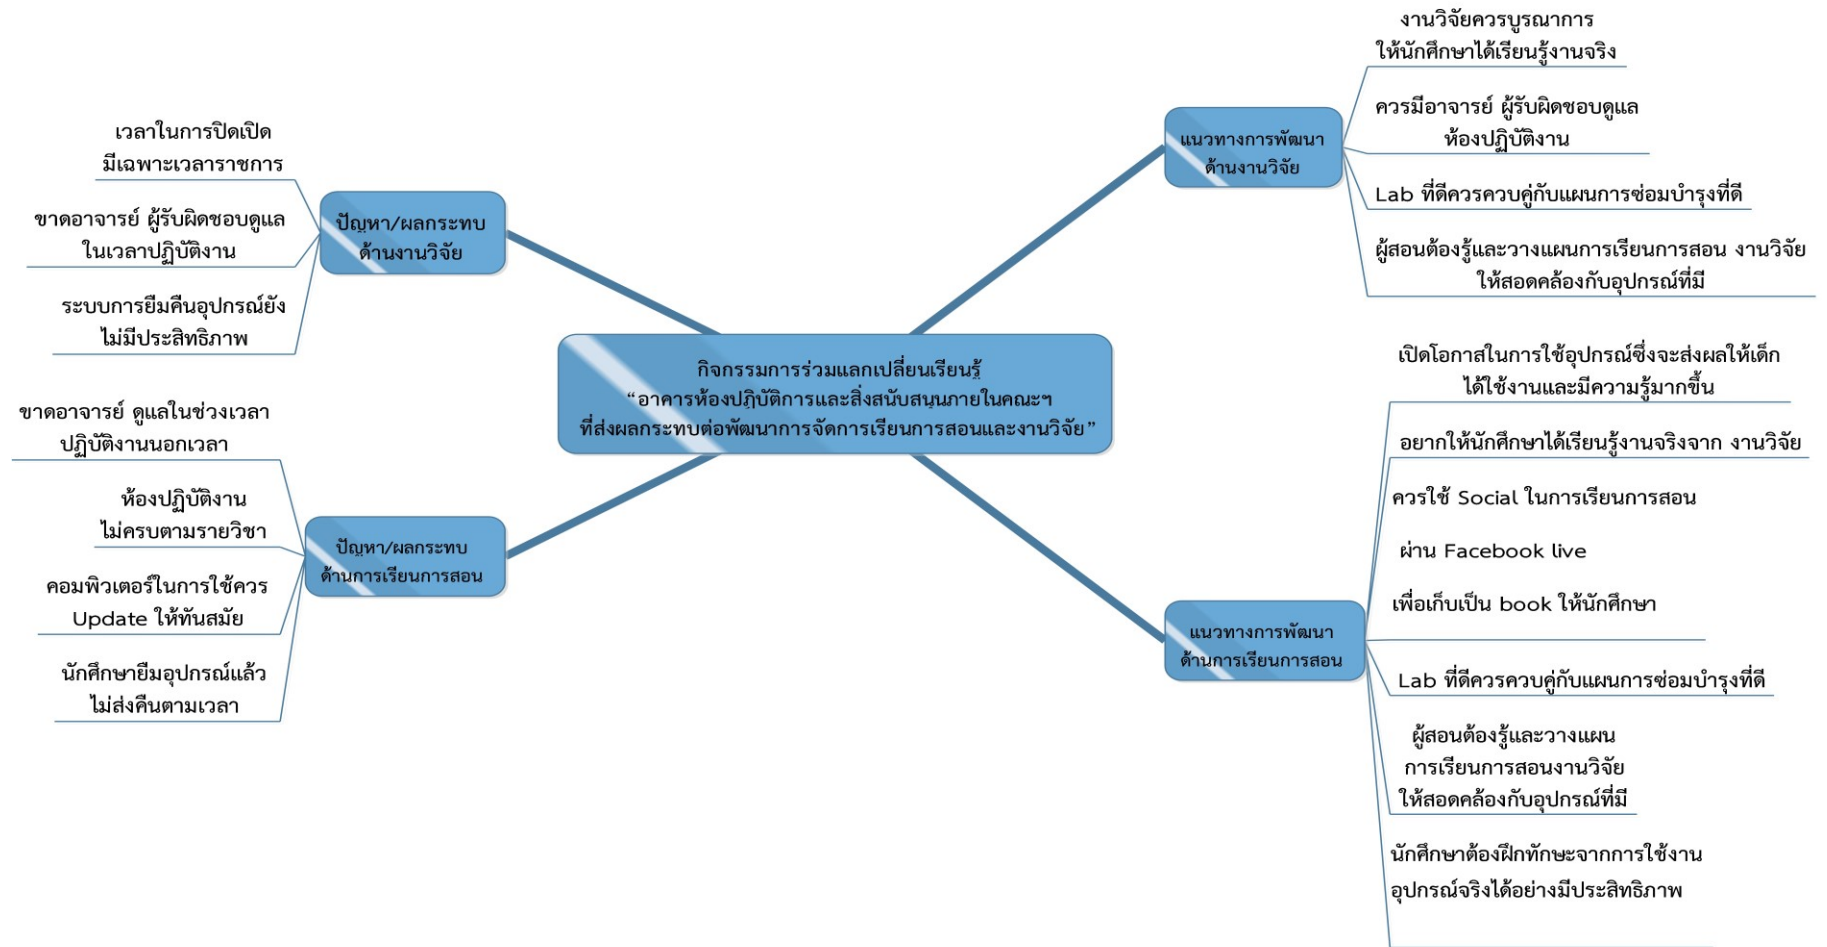 กิจกรรมการร่วมแลกเปลี่ยนเรียนรู้
“อาคารห้องปฏิบัติการและสิ่งสนับสนุนภายในคณะฯ
ที่ส่งผลกระทบต่อพัฒนาการจัดการเรียนการสอนและงานวิจัย”
ปัญหา/ผลกระทบ
ด้านงานวิจัย
เวลาในการปิดเปิด
มีเฉพาะเวลาราชการ
ขาดอาจารย์ ผู้รับผิดชอบดูแล
ในเวลาปฏิบัติงาน
ระบบการยืมคืนอุปกรณ์ยัง
ไม่มีประสิทธิภาพ
ปัญหา/ผลกระทบ
ด้านการเรียนการสอน
ขาดอาจารย์ ดูแลในช่วงเวลา
ปฏิบัติงานนอกเวลา
ห้องปฏิบัติงาน
ไม่ครบตามรายวิชา
คอมพิวเตอร์ในการใช้ควร
Update ให้ทันสมัย
นักศึกษายืมอุปกรณ์แล้ว
ไม่ส่งคืนตามเวลา
แนวทางการพัฒนา
ด้านงานวิจัย
งานวิจัยควรบูรณาการ
ให้นักศึกษาได้เรียนรู้งานจริง
ควรมีอาจารย์ ผู้รับผิดชอบดูแล
ห้องปฏิบัติงาน
Lab ที่ดีควรควบคู่กับแผนการซ่อมบำรุงที่ดี
ผู้สอนต้องรู้และวางแผนการเรียนการสอน งานวิจัย
ให้สอดคล้องกับอุปกรณ์ที่มี
แนวทางการพัฒนา
ด้านการเรียนการสอน
เปิดโอกาสในการใช้อุปกรณ์ซึ่งจะส่งผลให้เด็ก
ได้ใช้งานและมีความรู้มากขึ้น
อยากให้นักศึกษาได้เรียนรู้งานจริงจาก งานวิจัย
ควรใช้ Social ในการเรียนการสอน
ผ่าน Facebook live
เพื่อเก็บเป็น book ให้นักศึกษา
Lab ที่ดีควรควบคู่กับแผนการซ่อมบำรุงที่ดี
ผู้สอนต้องรู้และวางแผน
การเรียนการสอนงานวิจัย
ให้สอดคล้องกับอุปกรณ์ที่มี
นักศึกษาต้องฝึกทักษะจากการใช้งาน
อุปกรณ์จริงได้อย่างมีประสิทธิภาพ